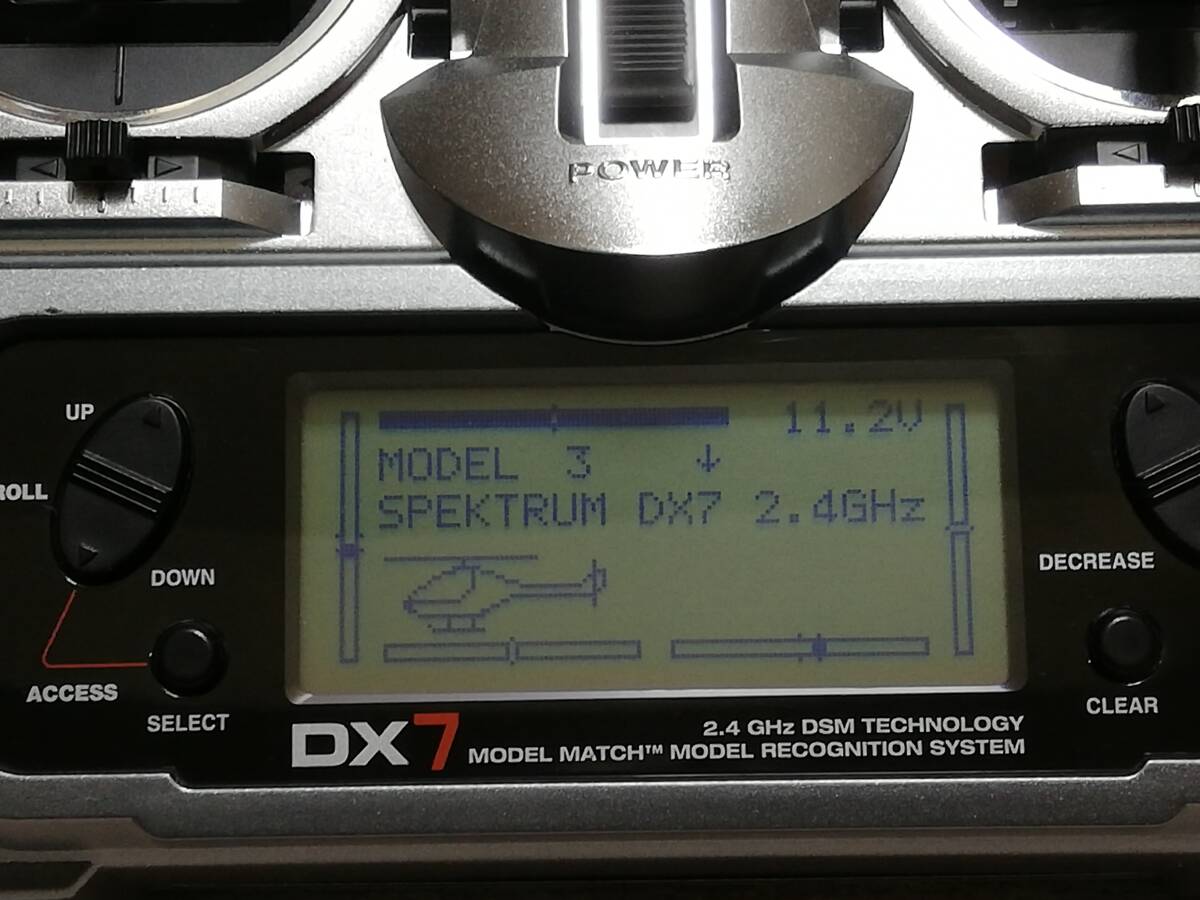 POWER
UP
ROLL
DOWN
ACCESS
SELECT
11.2V
MODEL 3 ↓
SPEKTRUM DX7 2.4GHz
DECREASE
CLEAR
DX7
2.4 GHz DSM TECHNOLOGY
MODEL MATCH™ MODEL RECOGNITION SYSTEM